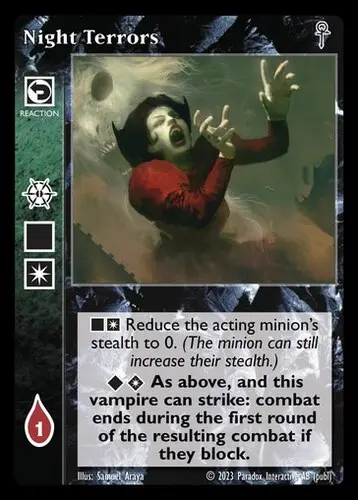 Night Terrors
REACTION
Reduce the acting minion's
stealth to 0. (The minion can still
increase their stealth.)
As above, and this
vampire can strike: combat
ends during the first round
of the resulting combat if
they block.
1
Illus: Samuel Araya
© 2023 Paradox Interactive AB (publ)